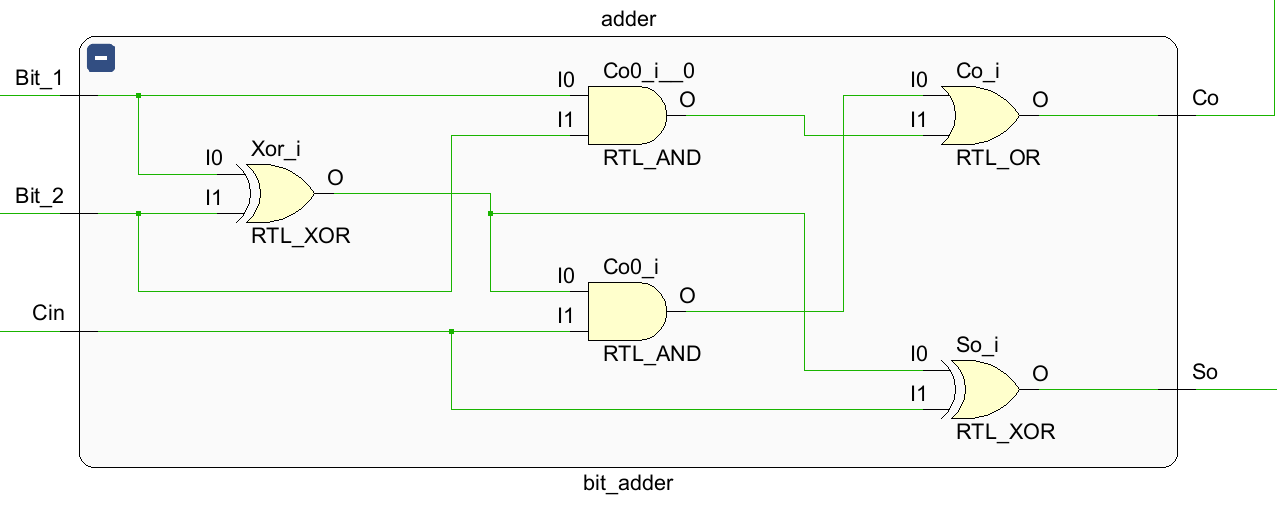 adder
Bit_1
Bit_2
Cin
I0
I1
Xor_i
O
RTL_XOR
I0
I1
Co0_i__0
O
RTL_AND
I0
I1
Co0_i
O
RTL_AND
I0
I1
Co_i
O
RTL_OR
I0
I1
So_i
O
RTL_XOR
Co
So
bit_adder